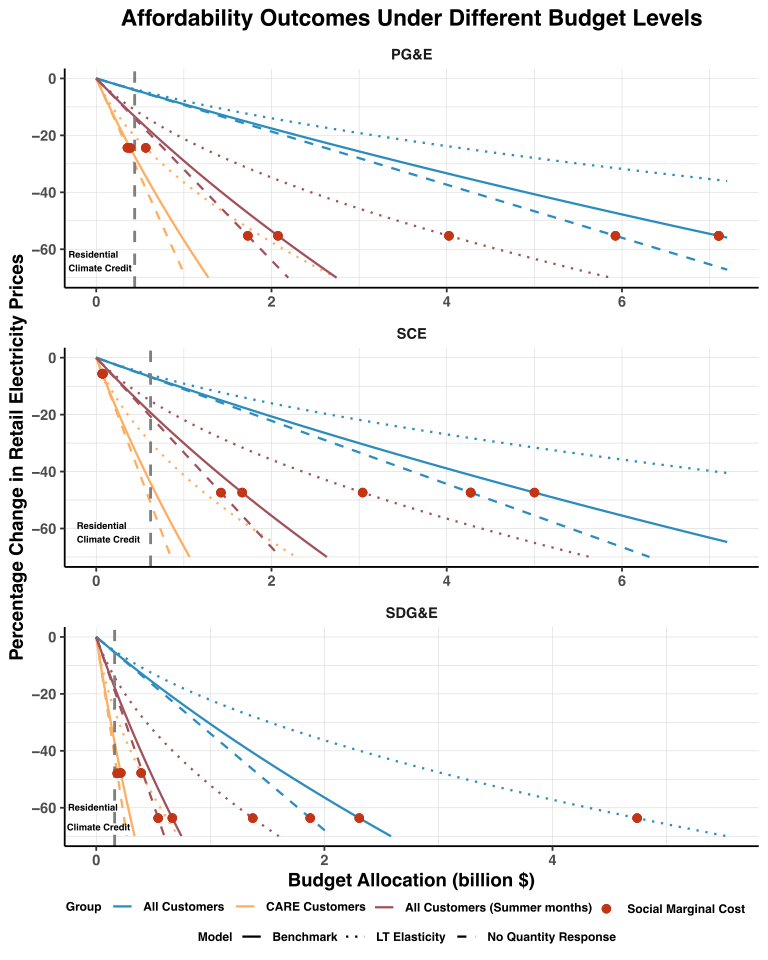 Affordability Outcomes Under Different Budget Levels
Percentage Change in Retail Electricity Prices
PG&E
0
−20
−40
−60
Residential
Climate Credit
0 2 4 6
SCE
0
−20
−40
−60
Residential
Climate Credit
0 2 4 6
SDG&E
0
−20
−40
−60
Residential
Climate Credit
0 2 4
Budget Allocation (billion $)
Group All Customers CARE Customers All Customers (Summer months) Social Marginal Cost
Model Benchmark LT Elasticity No Quantity Response